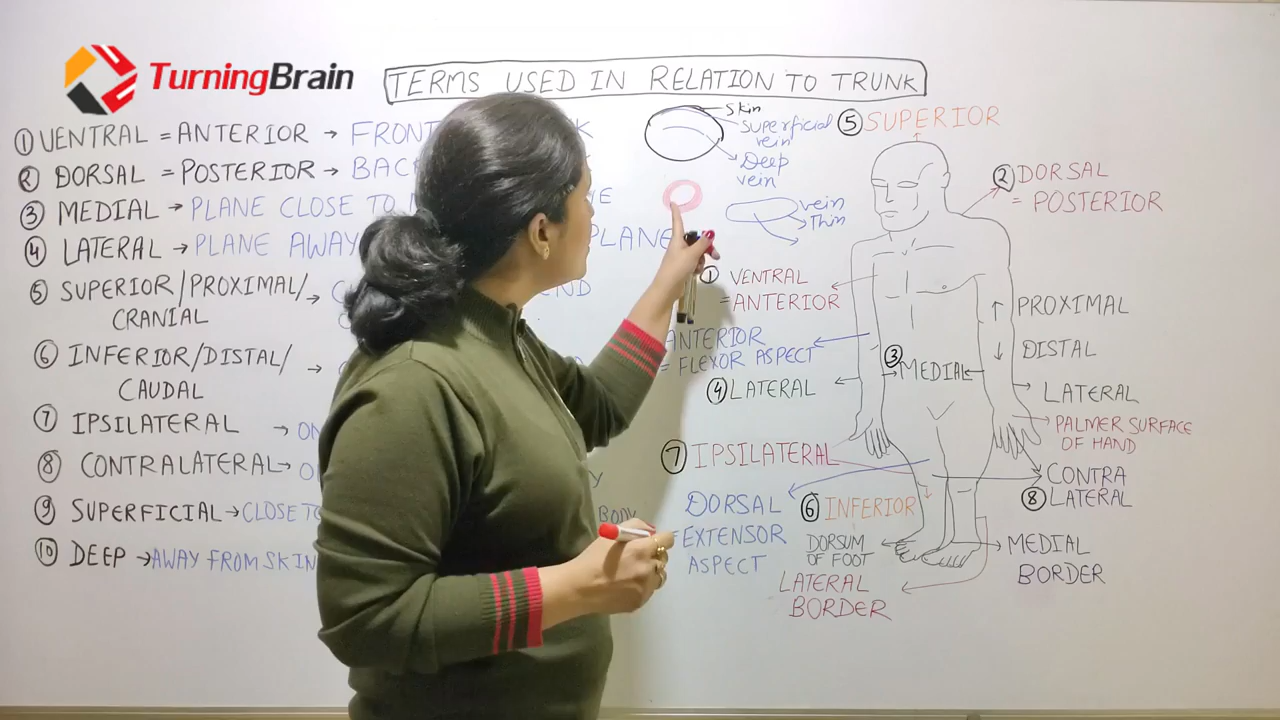 TurningBrain
TERMS USED IN RELATION TO TRUNK
① VENTRAL = ANTERIOR → FRONT
② DORSAL = POSTERIOR → BACK
③ MEDIAL → PLANE CLOSE TO
④ LATERAL → PLANE AWAY PLANE
⑤ SUPERIOR/PROXIMAL/ →
CRANIAL
⑥ INFERIOR/DISTAL/ →
CAUDAL
⑦ IPSILATERAL →
⑧ CONTRALATERAL →
⑨ SUPERFICIAL → CLOSE TO BODY
⑩ DEEP → AWAY FROM SKIN
Skin
Superficial
vein
Deep
vein
vein
Thin
⑤ SUPERIOR
② DORSAL
= POSTERIOR
① VENTRAL
= ANTERIOR
ANTERIOR
= FLEXOR ASPECT
④ LATERAL
③ MEDIAL
PROXIMAL
DISTAL
LATERAL
PALMER SURFACE
OF HAND
⑦ IPSILATERAL
CONTRA
⑧ LATERAL
DORSAL
= EXTENSOR
ASPECT
⑥ INFERIOR
DORSUM
OF FOOT
LATERAL
BORDER
MEDIAL
BORDER